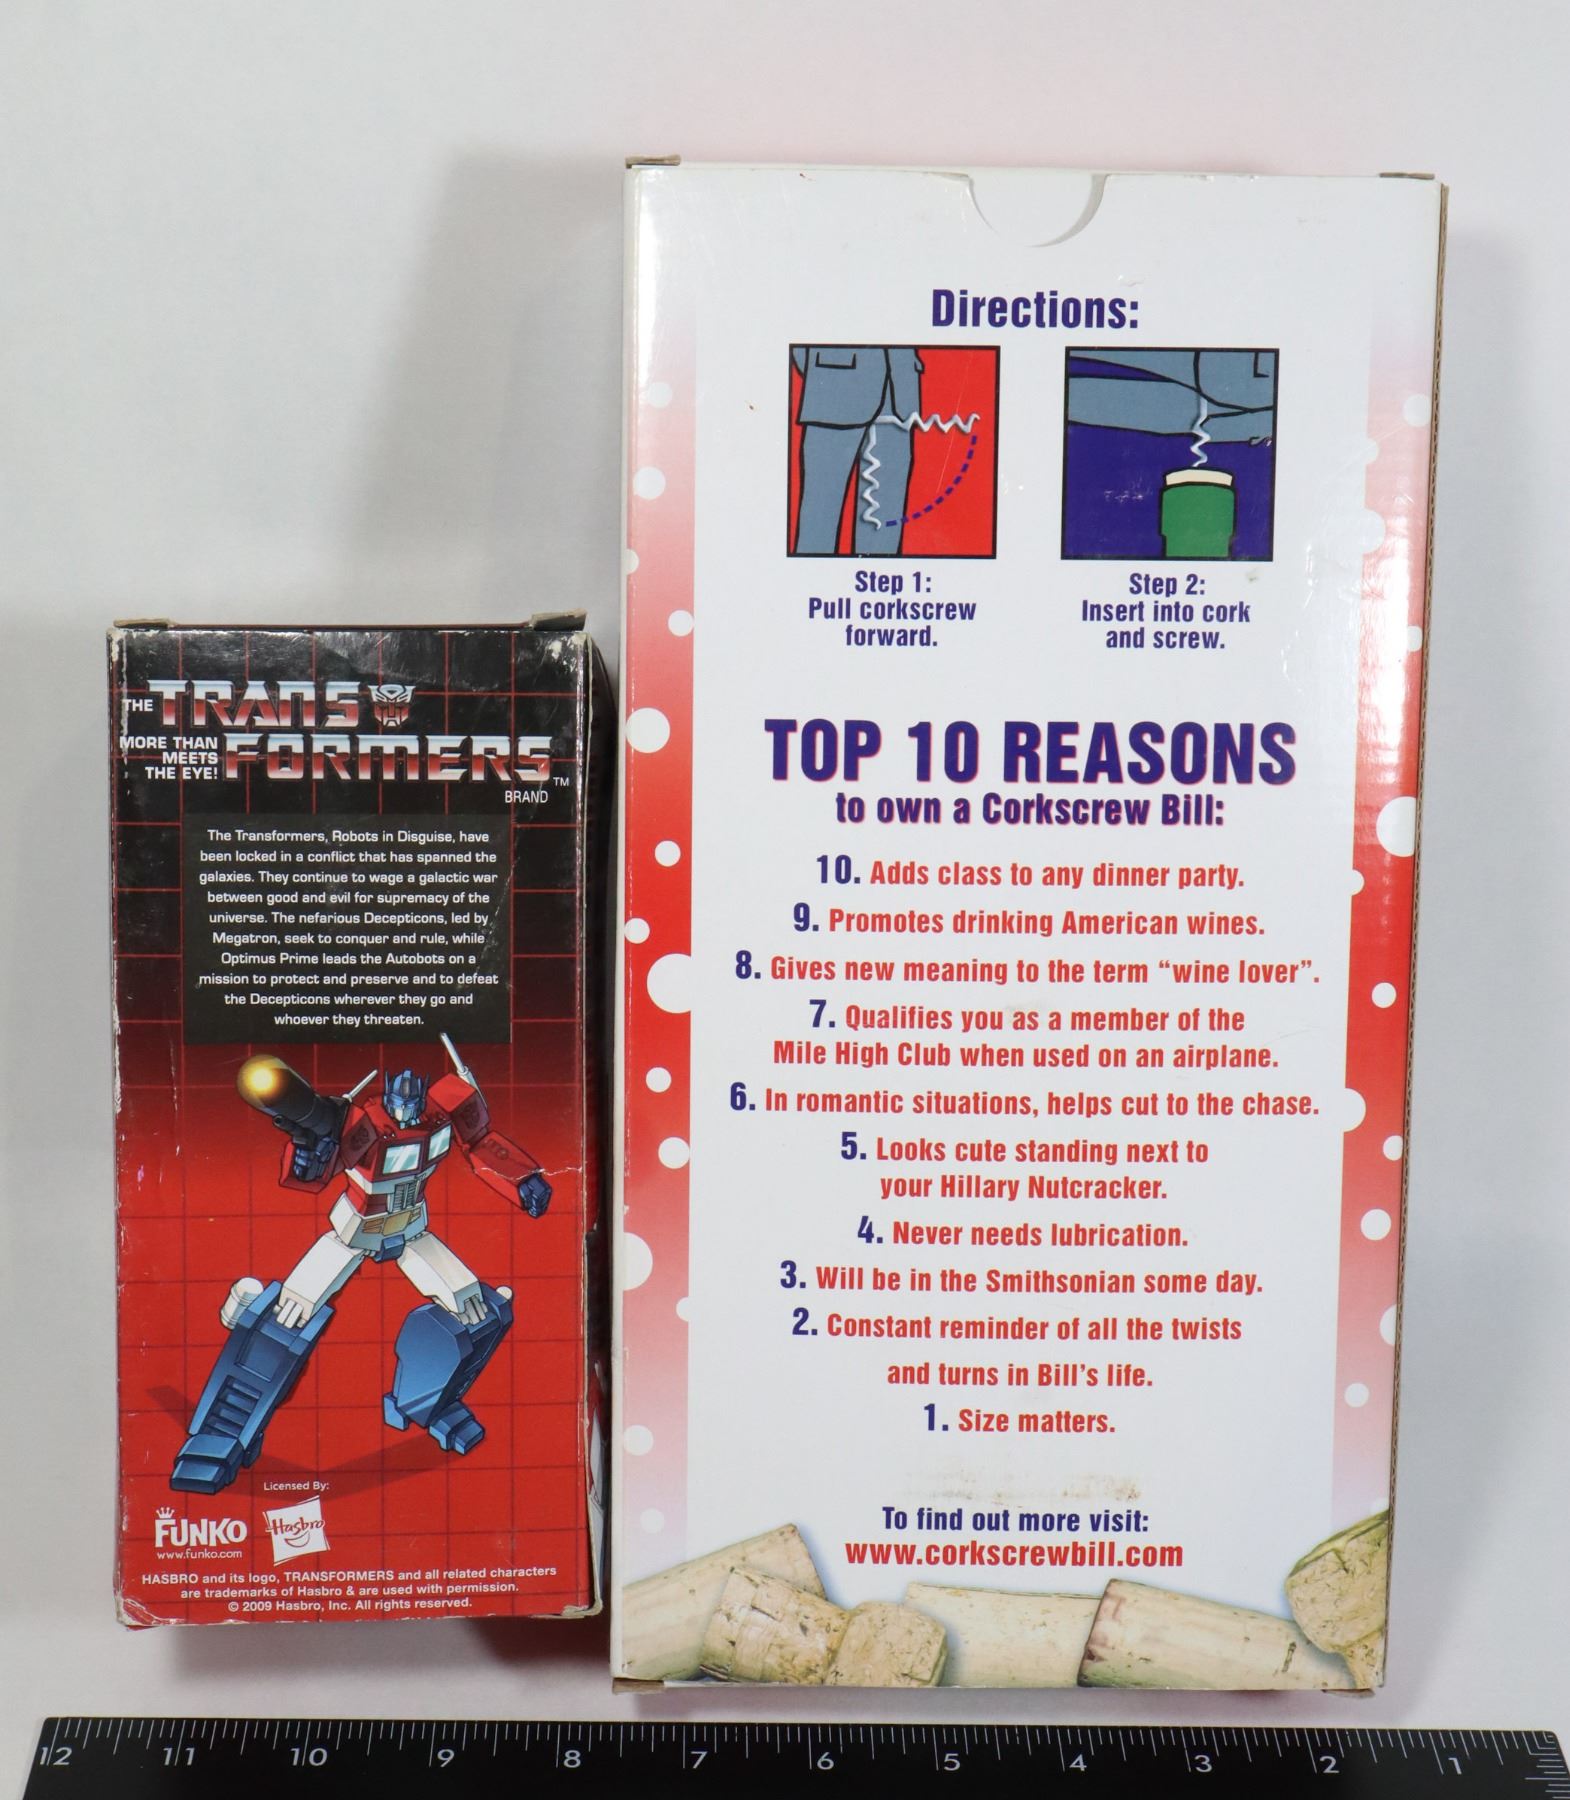 THE TRANS
MORE THAN
MEETS
THE EYE!
FORMERS™
BRAND
The Transformers, Robots in Disguise, have
been locked in a conflict that has spanned the
galaxies. They continue to wage a galactic war
between good and evil for supremacy of the
universe. The nefarious Decepticons, led by
Megatron, seek to conquer and rule, while
Optimus Prime leads the Autobots on a
mission to protect and preserve and to defeat
the Decepticons wherever they go and
whoever they threaten.
Licensed By:
FUNKO
www.funko.com
Hasbro
HASBRO and its logo, TRANSFORMERS and all related characters
are trademarks of Hasbro & are used with permission.
© 2009 Hasbro, Inc. All rights reserved.
Directions:
Step 1:
Pull corkscrew
forward.
Step 2:
Insert into cork
and screw.
TOP 10 REASONS
to own a Corkscrew Bill:
10. Adds class to any dinner party.
9. Promotes drinking American wines.
8. Gives new meaning to the term “wine lover”.
7. Qualifies you as a member of the
Mile High Club when used on an airplane.
6. In romantic situations, helps cut to the chase.
5. Looks cute standing next to
your Hillary Nutcracker.
4. Never needs lubrication.
3. Will be in the Smithsonian some day.
2. Constant reminder of all the twists
and turns in Bill's life.
1. Size matters.
To find out more visit:
www.corkscrewbill.com
12 11 10 9 8 7 6 5 4 3 2 1